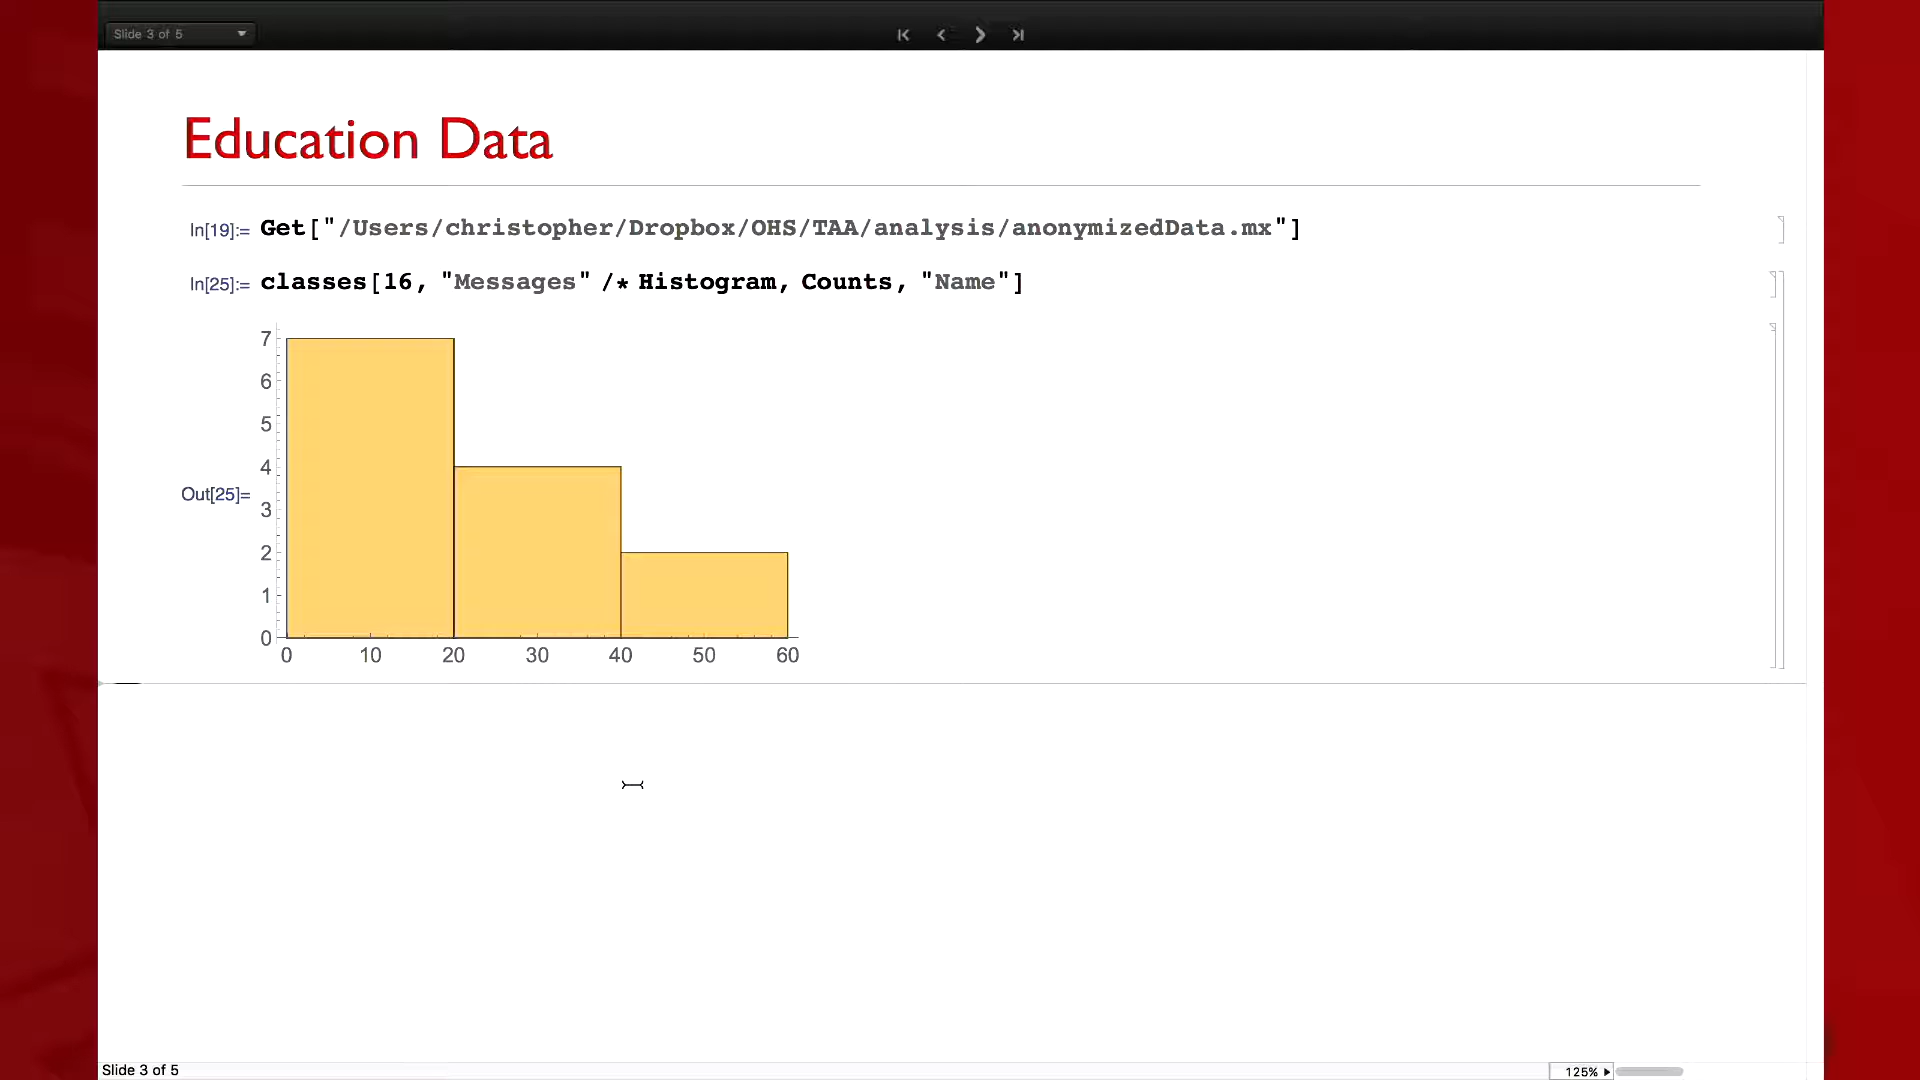 Slide 3 of 5
Education Data
In[19]:= Get["/Users/christopher/Dropbox/OHS/TAA/analysis/anonymizedData.mx"]
In[25]:= classes[16, "Messages" /* Histogram, Counts, "Name"]
7
6
5
4
Out[25]=
3
2
1
0
0 10 20 30 40 50 60
Slide 3 of 5 125%